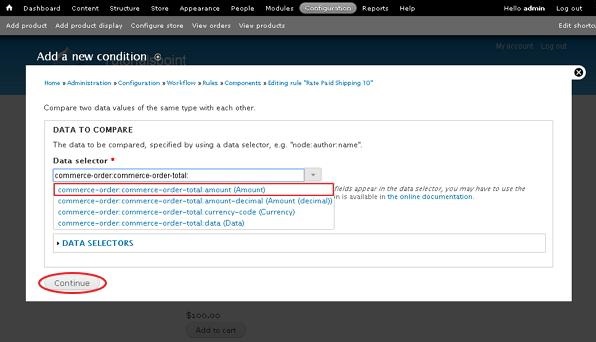 Dashboard Content Structure Store Appearance People Modules Configuration Reports Help Hello admin Log out
Add product Add product display Configure store View orders View products Edit shortc
My account Log out
Add a new condition
Home » Administration » Configuration » Workflow » Rules » Components » Editing rule "Rate Paid Shipping 10"
Compare two data values of the same type with each other.
DATA TO COMPARE
The data to be compared, specified by using a data selector, e.g. "node:author:name".
Data selector *
commerce-order:commerce-order-total:
commerce-order:commerce-order-total:amount (Amount)
fields appear in the data selector, you may have to use the
commerce-order:commerce-order-total:amount-decimal (Amount (decimal))
n is available in the online documentation.
commerce-order:commerce-order-total:currency-code (Currency)
commerce-order:commerce-order-total:data (Data)
DATA SELECTORS
Continue
$100.00
Add to cart